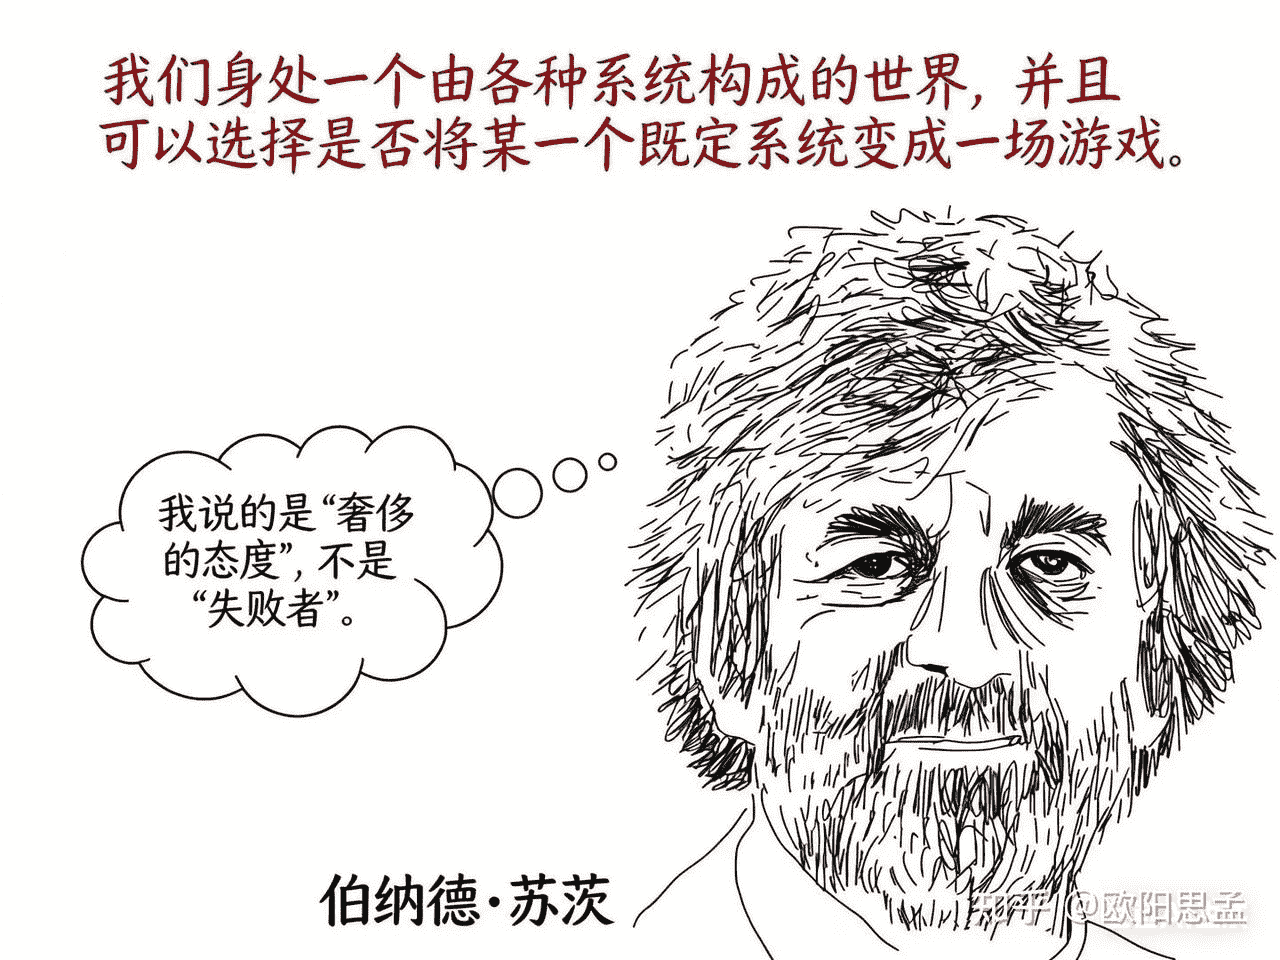 我们身处一个由各种系统构成的世界，并且
可以选择是否将某一个既定系统变成一场游戏。
我说的是“奢侈
的态度”，不是
“失败者”。
伯纳德·苏茨
知乎 @欧阳思孟